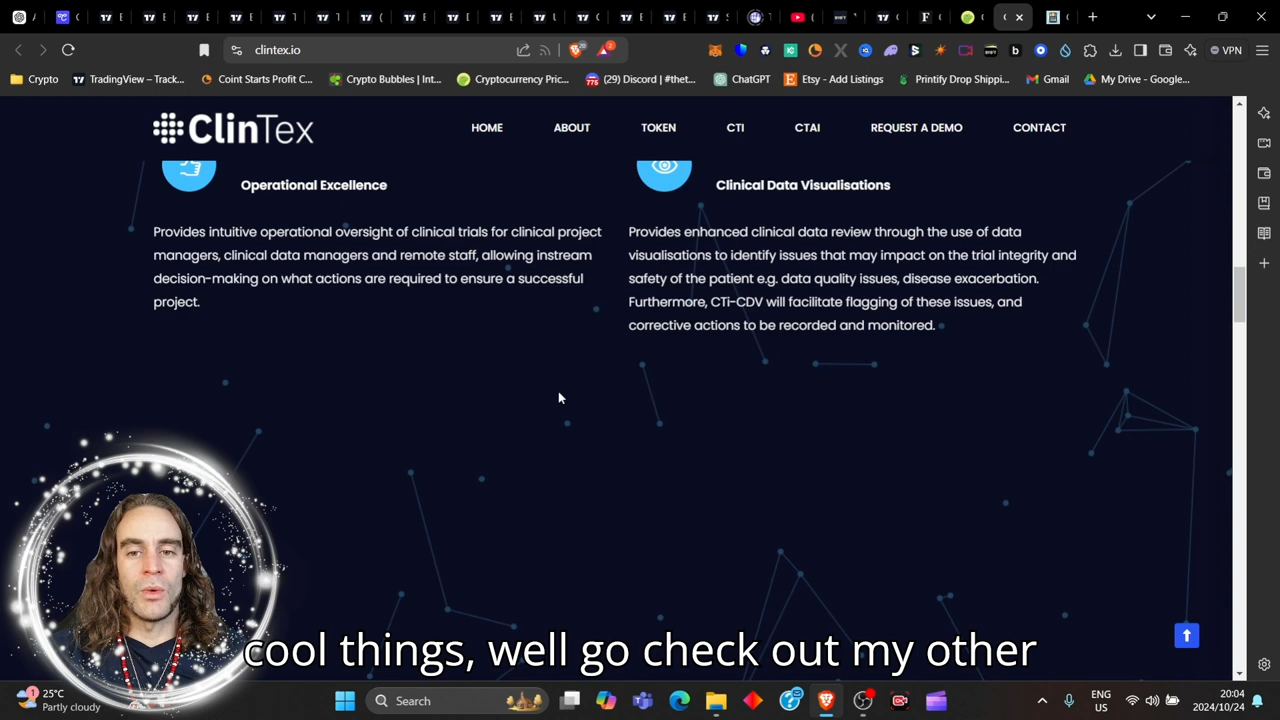 clintex.io
VPN
Crypto
TradingView – Track...
Coint Starts Profit C...
Crypto Bubbles | Int...
Cryptocurrency Pric...
(29) Discord | #thet...
ChatGPT
Etsy - Add Listings
Printify Drop Shippi...
Gmail
My Drive - Google...
ClinTex
HOME
ABOUT
TOKEN
CTI
CTAI
REQUEST A DEMO
CONTACT
Operational Excellence
Provides intuitive operational oversight of clinical trials for clinical project
managers, clinical data managers and remote staff, allowing instream
decision-making on what actions are required to ensure a successful
project.
Clinical Data Visualisations
Provides enhanced clinical data review through the use of data
visualisations to identify issues that may impact on the trial integrity and
safety of the patient e.g. data quality issues, disease exacerbation.
Furthermore, CTi-CDV will facilitate flagging of these issues, and
corrective actions to be recorded and monitored.
cool things, well go check out my other
25°C
Partly cloudy
Search
ENG
US
20:04
2024/10/24